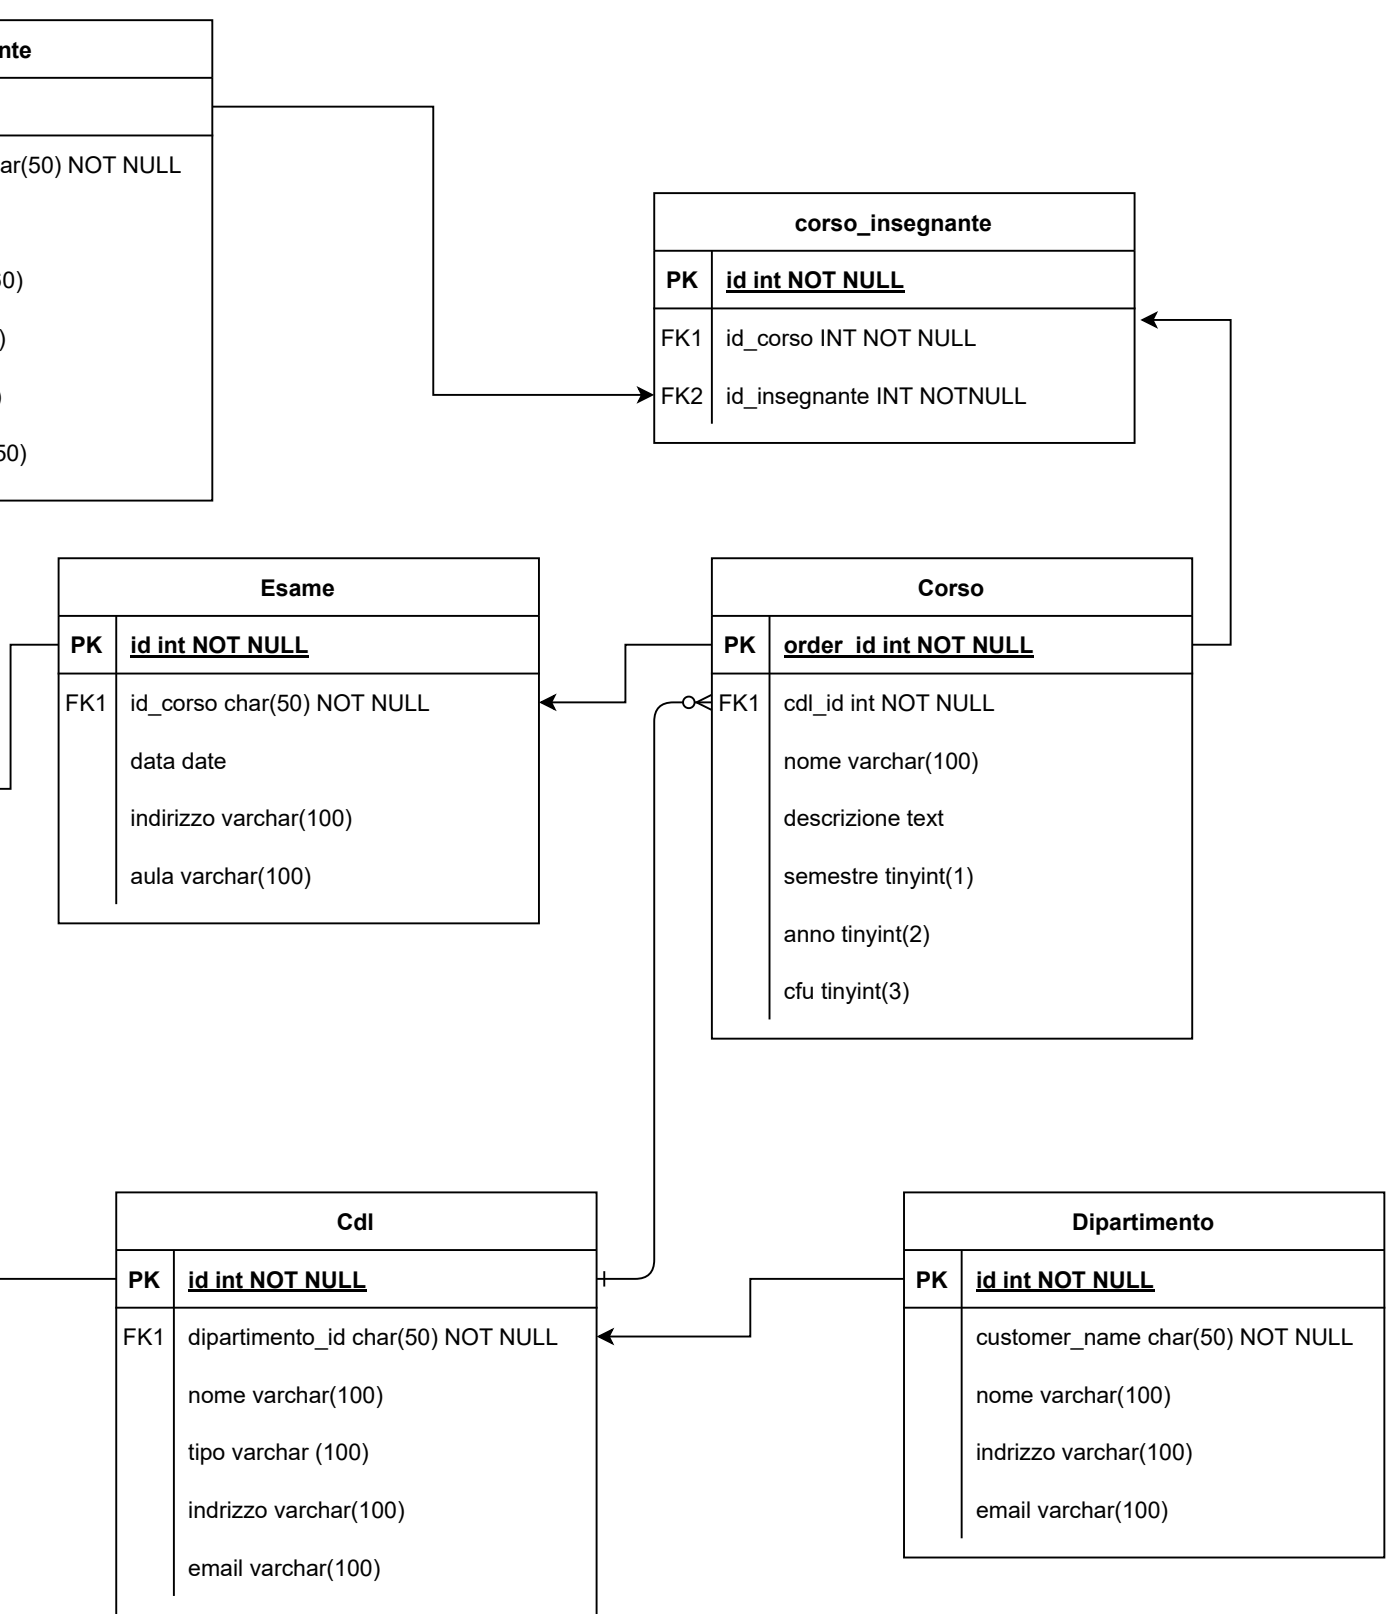 nte
ar(50) NOT NULL
0)
)
)
50)
corso_insegnante
PK id int NOT NULL
FK1 id_corso INT NOT NULL
FK2 id_insegnante INT NOTNULL
Esame
PK id int NOT NULL
FK1 id_corso char(50) NOT NULL
data date
indirizzo varchar(100)
aula varchar(100)
Corso
PK order_id int NOT NULL
FK1 cdl_id int NOT NULL
nome varchar(100)
descrizione text
semestre tinyint(1)
anno tinyint(2)
cfu tinyint(3)
Cdl
PK id int NOT NULL
FK1 dipartimento_id char(50) NOT NULL
nome varchar(100)
tipo varchar (100)
indrizzo varchar(100)
email varchar(100)
Dipartimento
PK id int NOT NULL
customer_name char(50) NOT NULL
nome varchar(100)
indrizzo varchar(100)
email varchar(100)